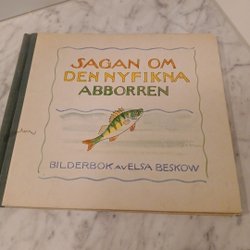 SAGAN OM
DEN NYFIKNA
ABBORREN
BILDERBOK AV ELSA BESKOW